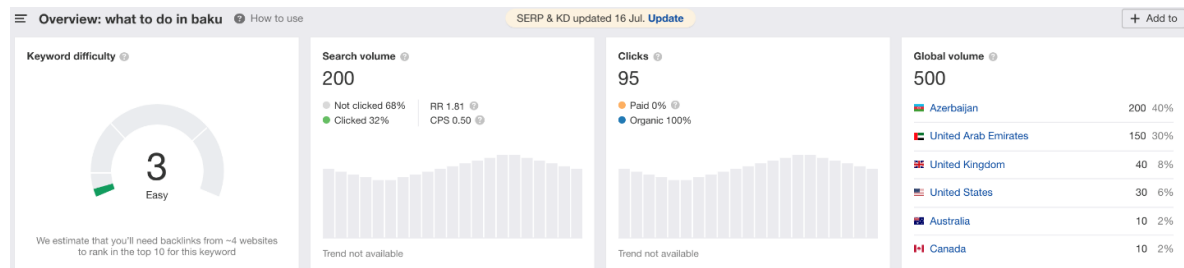 Overview: what to do in baku ? How to use
SERP & KD updated 16 Jul. Update
+ Add to
Keyword difficulty ?
3
Easy
We estimate that you'll need backlinks from ~4 websites
to rank in the top 10 for this keyword
Search volume ?
200
Not clicked 68% RR 1.81 ?
Clicked 32% CPS 0.50 ?
Trend not available
Clicks ?
95
Paid 0% ?
Organic 100%
Trend not available
Global volume ?
500
Azerbaijan 200 40%
United Arab Emirates 150 30%
United Kingdom 40 8%
United States 30 6%
Australia 10 2%
Canada 10 2%